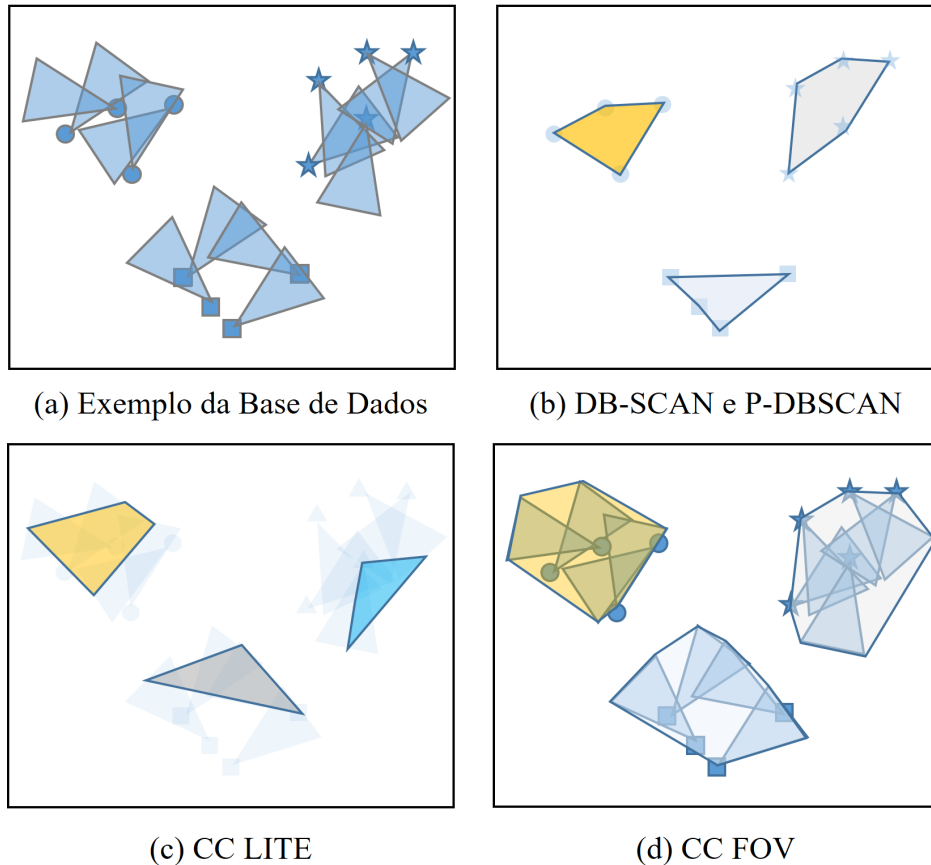 (a) Exemplo da Base de Dados
(b) DB-SCAN e P-DBSCAN
(c) CC LITE
(d) CC FOV